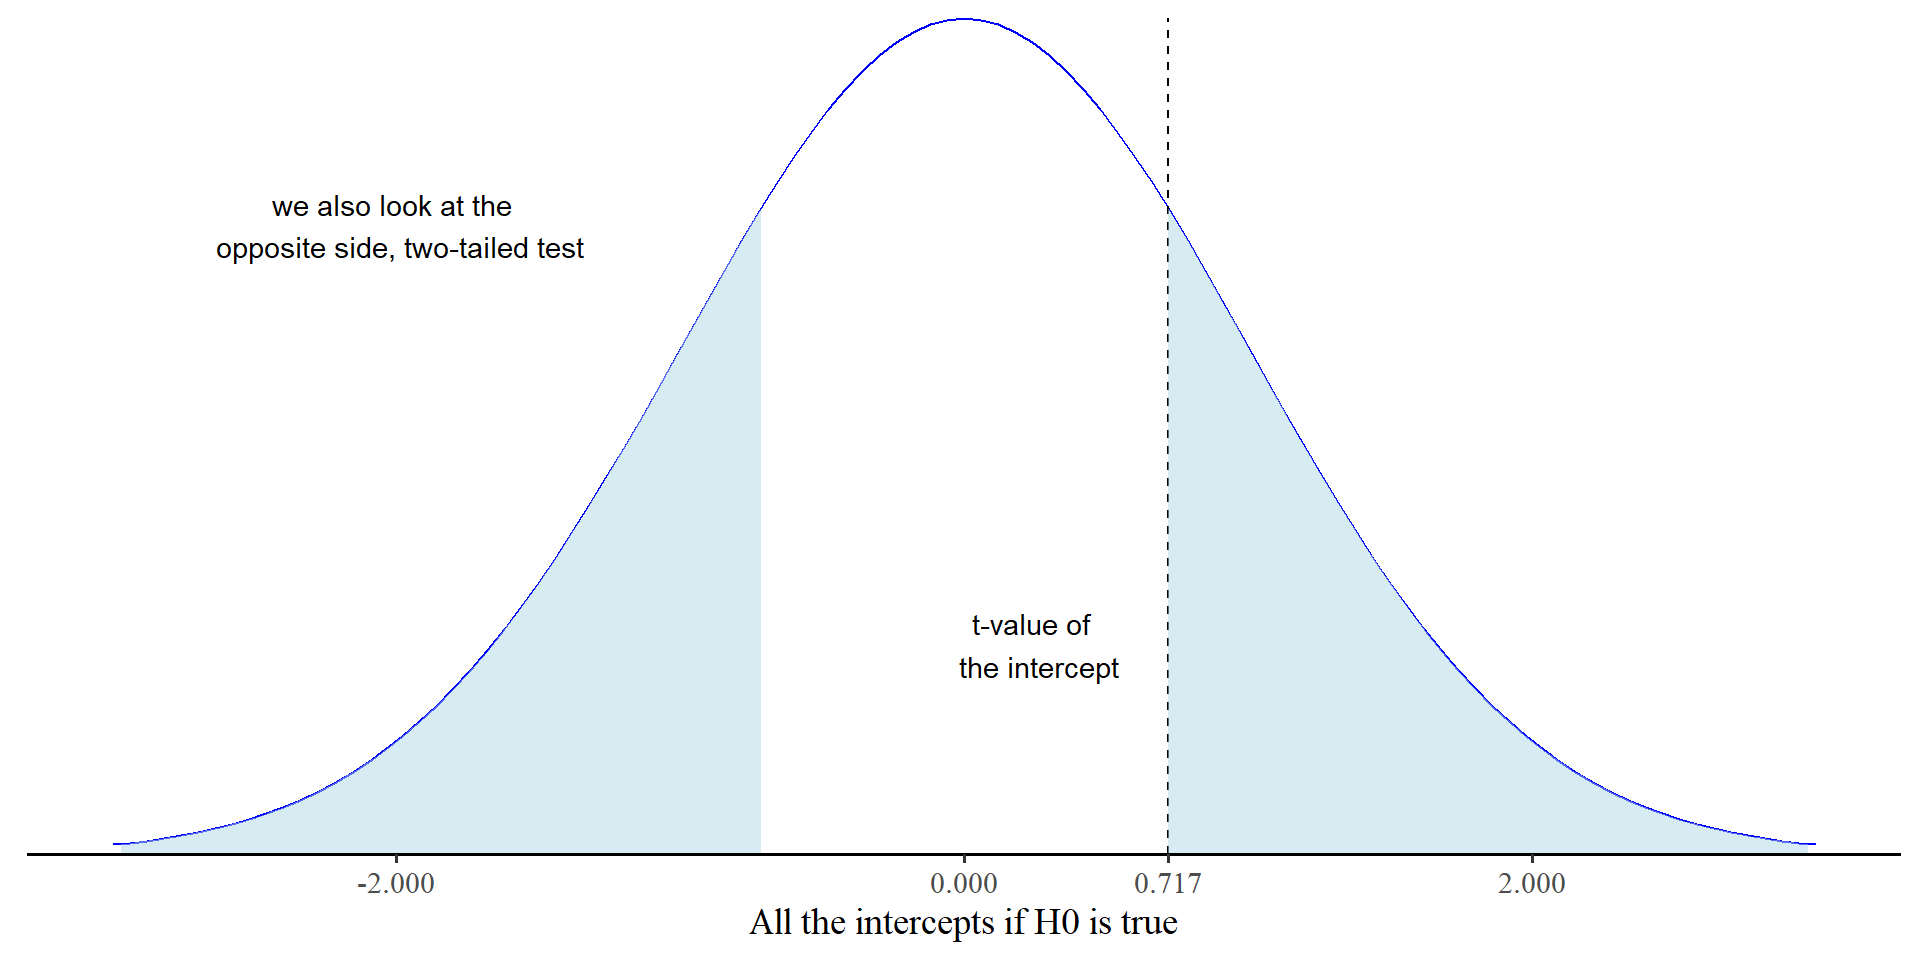 we also look at the
opposite side, two-tailed test
t-value of
the intercept
-2.000
0.000
0.717
2.000
All the intercepts if H0 is true